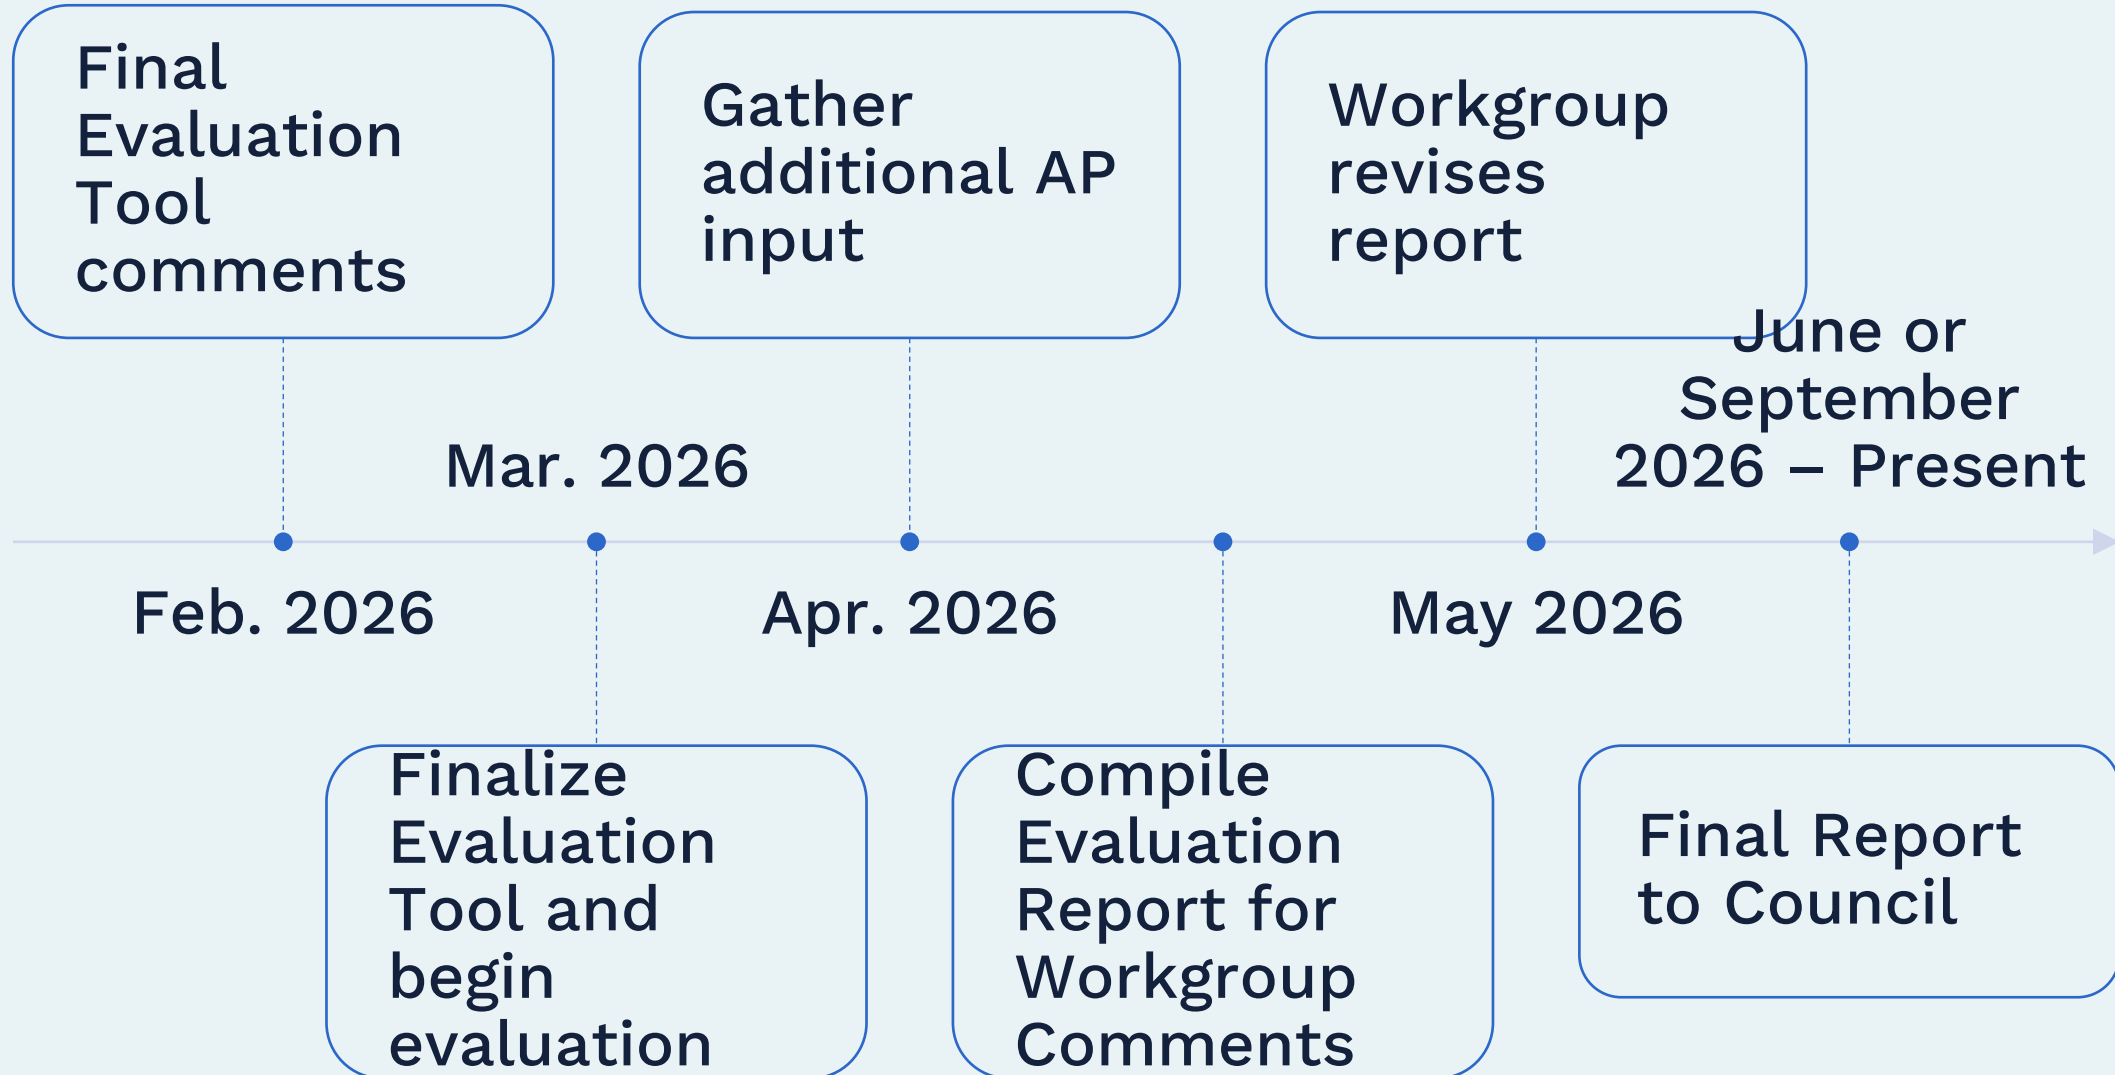 Final
Evaluation
Tool
comments
Gather
additional AP
input
Workgroup
revises
report
June or
September
2026 – Present
Mar. 2026
Feb. 2026
Apr. 2026
May 2026
Finalize
Evaluation
Tool and
begin
evaluation
Compile
Evaluation
Report for
Workgroup
Comments
Final Report
to Council